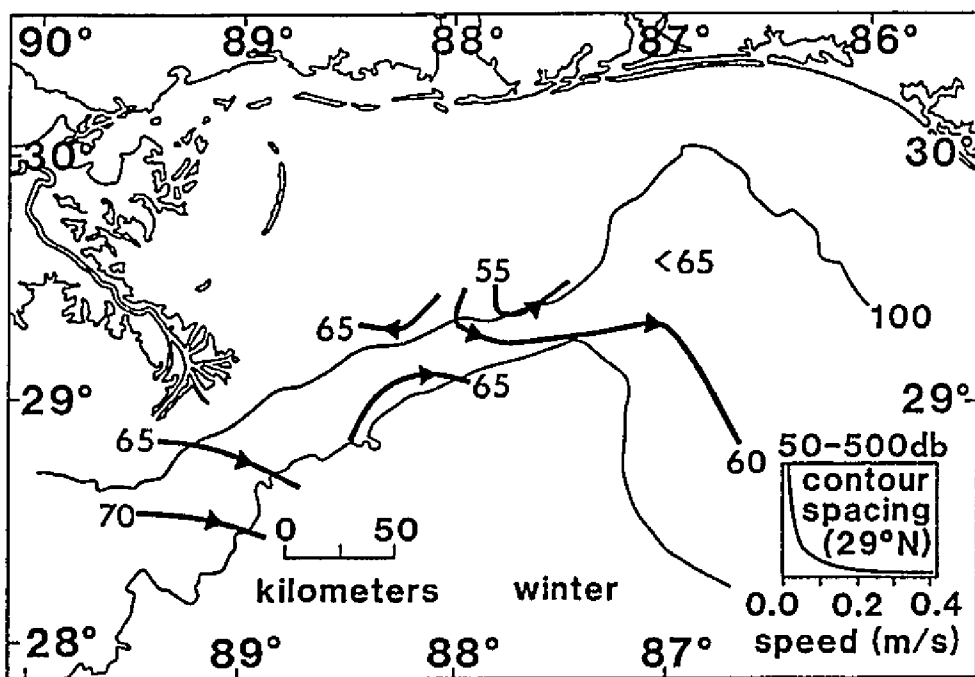 90° 89° 88° 87° 86°
30° 30°
55 <65
65 100
65
29° 29°
65
60 50-500db
70 contour
spacing
(29°N)
0 50
kilometers winter
0.0 0.2 0.4
28° 89° 88° 87° speed (m/s)